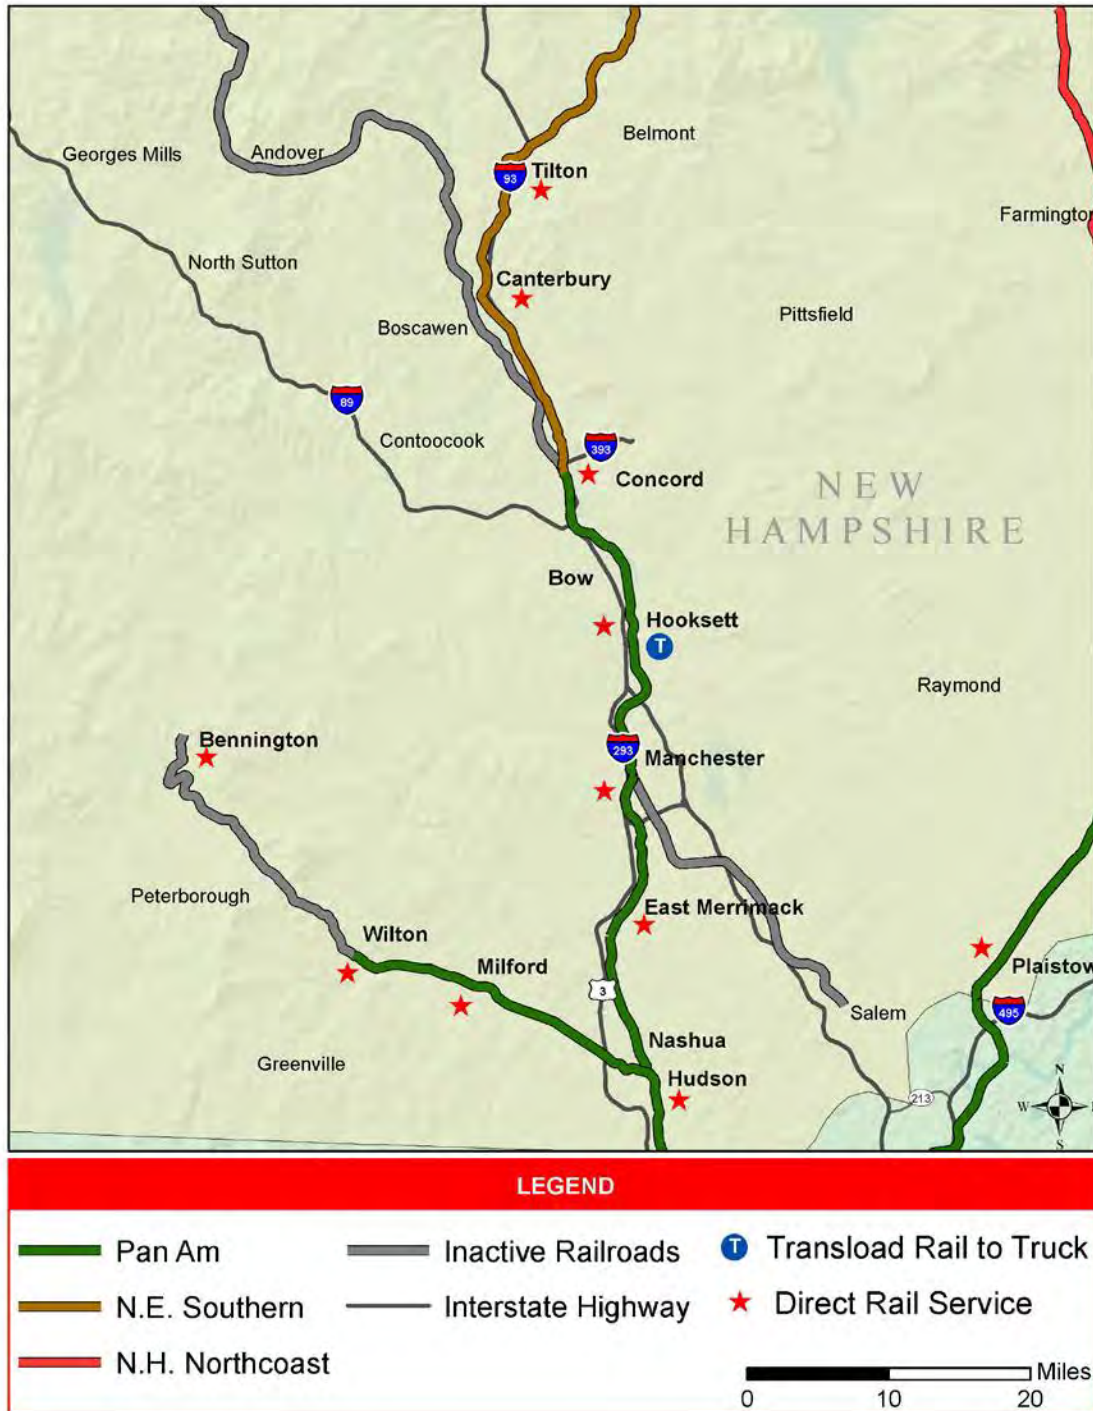 Belmont
Georges Mills
Andover
93
Tilton
Farmington
North Sutton
Canterbury
Pittsfield
Boscawen
89
Contoocook
393
Concord
NEW
HAMPSHIRE
Bow
Hooksett
T
Raymond
Bennington
293
Manchester
Peterborough
East Merrimack
Wilton
Milford
Plaistow
3
Salem
495
Nashua
Greenville
Hudson
213
N
W
S
LEGEND
Pan Am
Inactive Railroads
T Transload Rail to Truck
N.E. Southern
Interstate Highway
Direct Rail Service
N.H. Northcoast
Miles
0 10 20